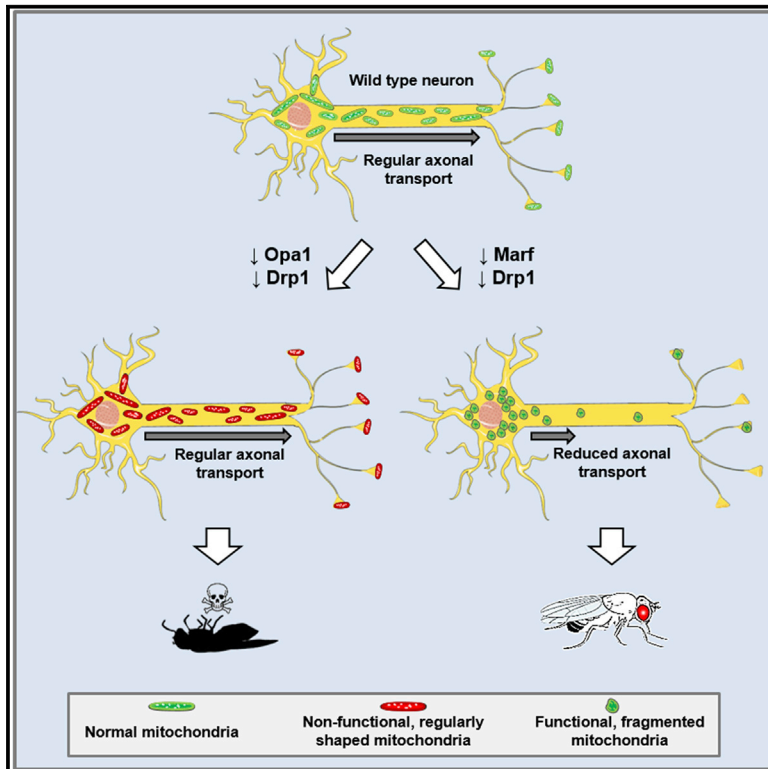 Wild type neuron
Regular axonal
transport
↓ Opa1
↓ Drp1
↓ Marf
↓ Drp1
Regular axonal
transport
Reduced axonal
transport
Normal mitochondria
Non-functional, regularly
shaped mitochondria
Functional, fragmented
mitochondria